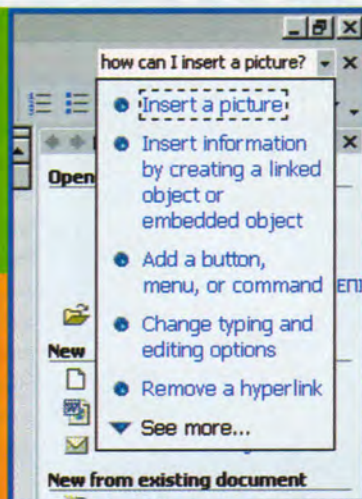 how can I insert a picture?
Insert a picture
Insert information
by creating a linked
object or
embedded object
Add a button,
menu, or command
Change typing and
editing options
Remove a hyperlink
See more...
Open
New
New from existing document